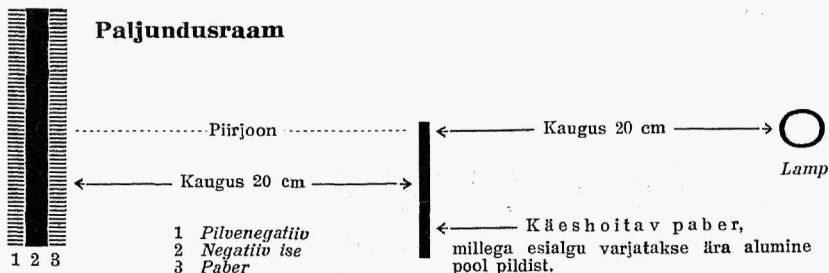 Paljundusraam
Piirjoon
Kaugus 20 cm
Lamp
Kaugus 20 cm
1 Pilvenegatiiv
2 Negatiiv ise
3 Paber
Käeshoitav paber,
millega esialgu varjatakse ära alumine
pool pildist.
1 2 3